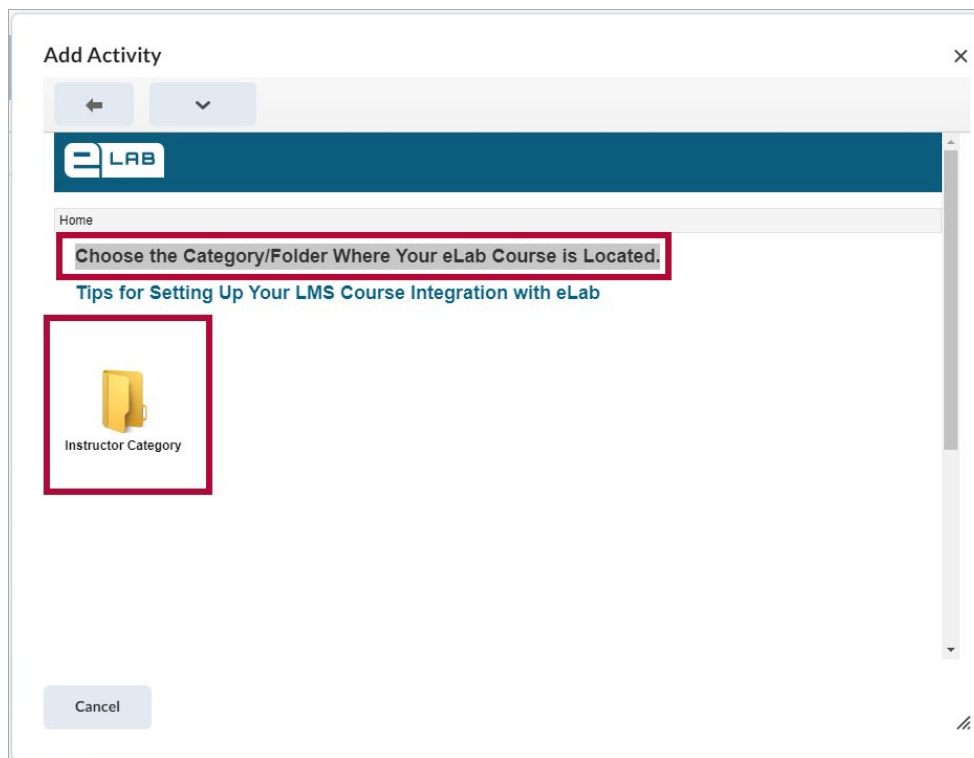 Add Activity
e LAB
Home
Choose the Category/Folder Where Your eLab Course is Located.
Tips for Setting Up Your LMS Course Integration with eLab
Instructor Category
Cancel